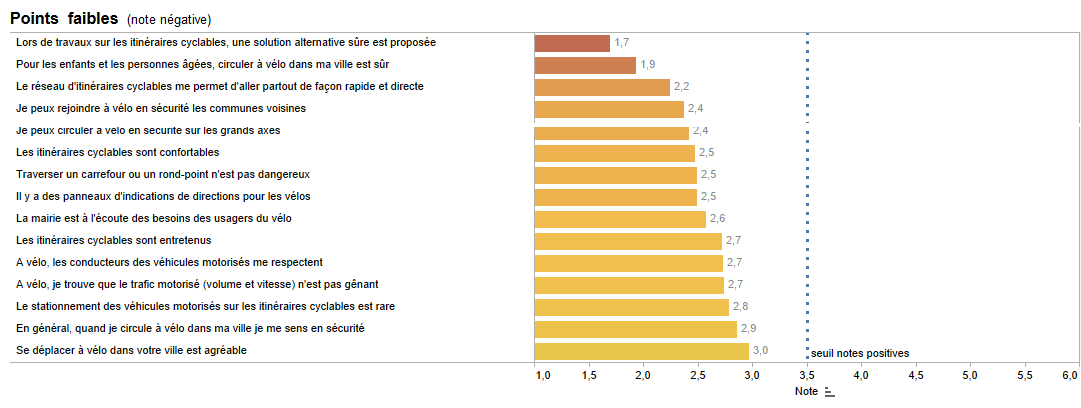 Points faibles (note négative)
Lors de travaux sur les itinéraires cyclables, une solution alternative sûre est proposée 1,7
Pour les enfants et les personnes âgées, circuler à vélo dans ma ville est sûr 1,9
Le réseau d'itinéraires cyclables me permet d'aller partout de façon rapide et directe 2,2
Je peux rejoindre à vélo en sécurité les communes voisines 2,4
Je peux circuler à vélo en sécurité sur les grands axes 2,4
Les itinéraires cyclables sont confortables 2,5
Traverser un carrefour ou un rond-point n'est pas dangereux 2,5
Il y a des panneaux d'indications de directions pour les vélos 2,5
La mairie est à l'écoute des besoins des usagers du vélo 2,6
Les itinéraires cyclables sont entretenus 2,7
A vélo, les conducteurs des véhicules motorisés me respectent 2,7
A vélo, je trouve que le trafic motorisé (volume et vitesse) n'est pas gênant 2,7
Le stationnement des véhicules motorisés sur les itinéraires cyclables est rare 2,8
En général, quand je circule à vélo dans ma ville je me sens en sécurité 2,9
Se déplacer à vélo dans votre ville est agréable 3,0
seuil notes positives
1,0 1,5 2,0 2,5 3,0 3,5 4,0 4,5 5,0 5,5 6,0
Note